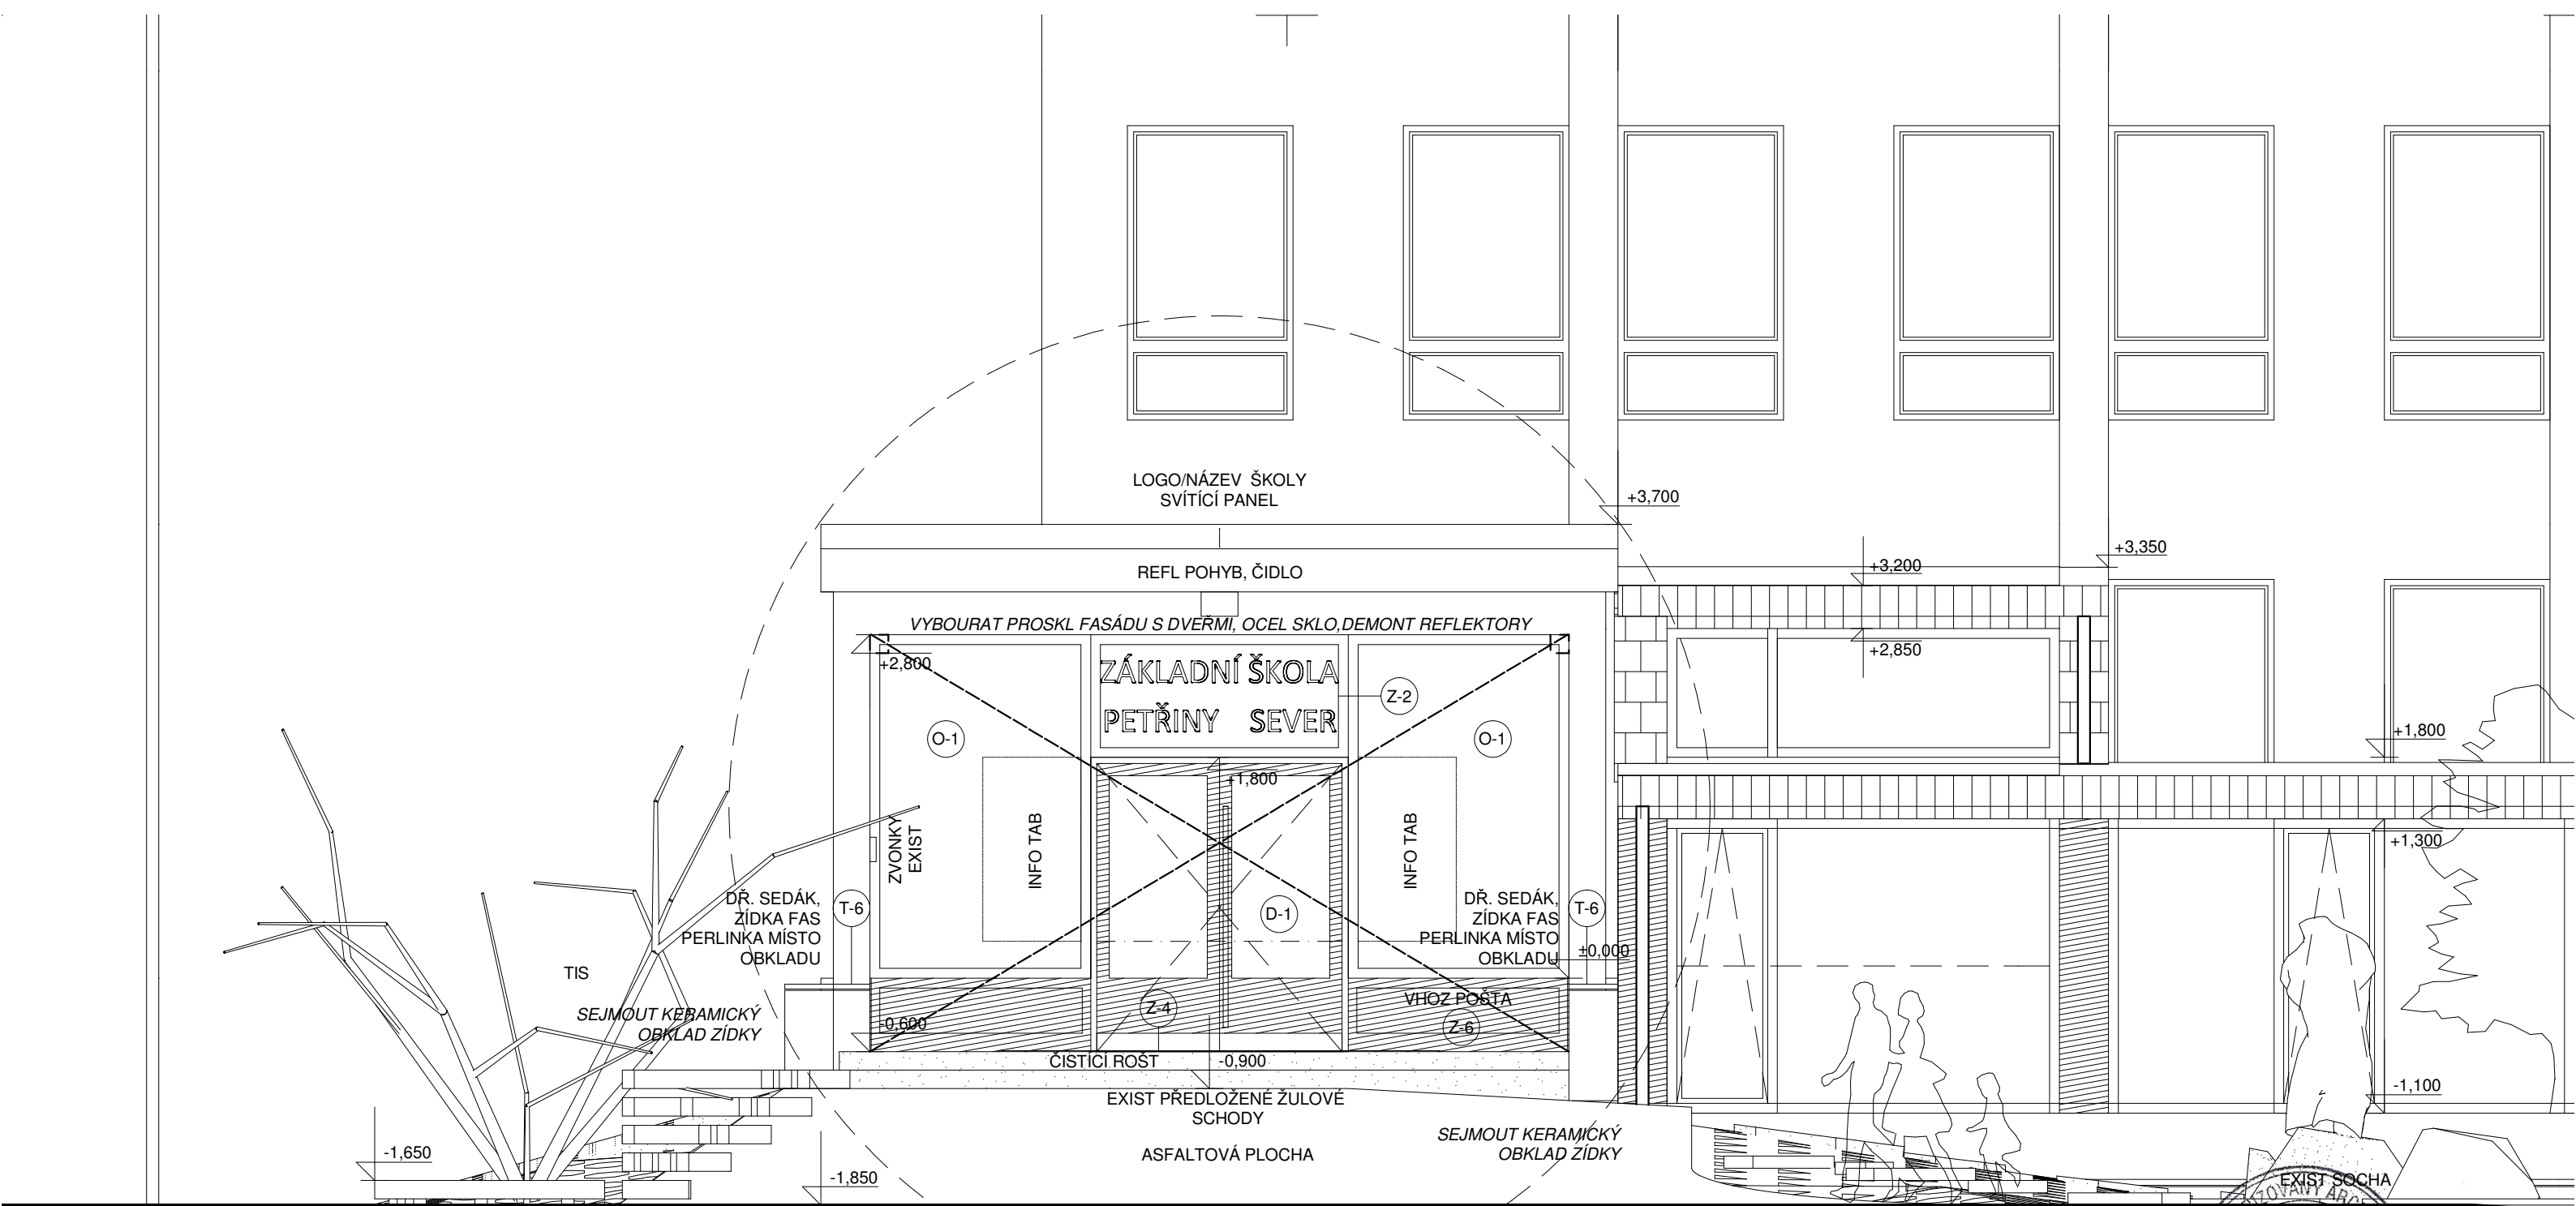 LOGO/NÁZEV ŠKOLY
SVÍTÍCÍ PANEL
+3,700
+3,350
+3,200
REFL POHYB, ČIDLO
VYBOURAT PROSKL FASÁDU S DVEŘMI, OCEL SKLO,DEMONT REFLEKTORY
+2,800
+2,850
ZÁKLADNÍ ŠKOLA
PETŘINY SEVER
Z-2
O-1
O-1
+1,800
+1,800
ZVONKY
EXIST
INFO TAB
INFO TAB
+1,300
DŘ. SEDÁK,
ZÍDKA FAS
PERLINKA MÍSTO
OBKLADU
T-6
D-1
DŘ. SEDÁK,
ZÍDKA FAS
PERLINKA MÍSTO
OBKLADU
T-6
±0,000
TIS
SEJMOUT KERAMICKÝ
OBKLAD ZÍDKY
-0,600
Z-4
VHOZ POŠTA
Z-6
ČISTÍCÍ ROŠT
-0,900
-1,100
EXIST PŘEDLOŽENÉ ŽULOVÉ
SCHODY
ASFALTOVÁ PLOCHA
SEJMOUT KERAMICKÝ
OBKLAD ZÍDKY
-1,650
-1,850
EXIST SOCHA